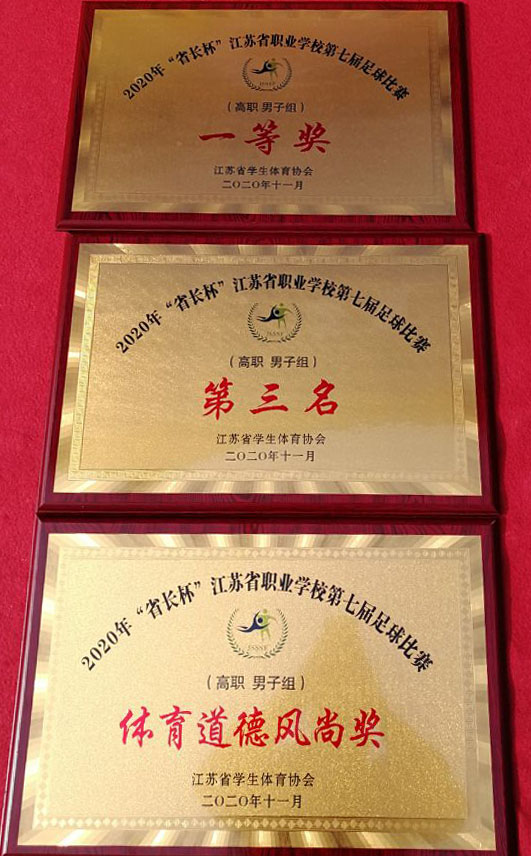 2020年“省长杯”江苏省职业学校第七届足球比赛
JSSSF
（高职 男子组）
一等奖
江苏省学生体育协会
二〇二〇年十一月
2020年“省长杯”江苏省职业学校第七届足球比赛
JSSSF
（高职 男子组）
第三名
江苏省学生体育协会
二〇二〇年十一月
2020年“省长杯”江苏省职业学校第七届足球比赛
JSSSF
（高职 男子组）
体育道德风尚奖
江苏省学生体育协会
二〇二〇年十一月